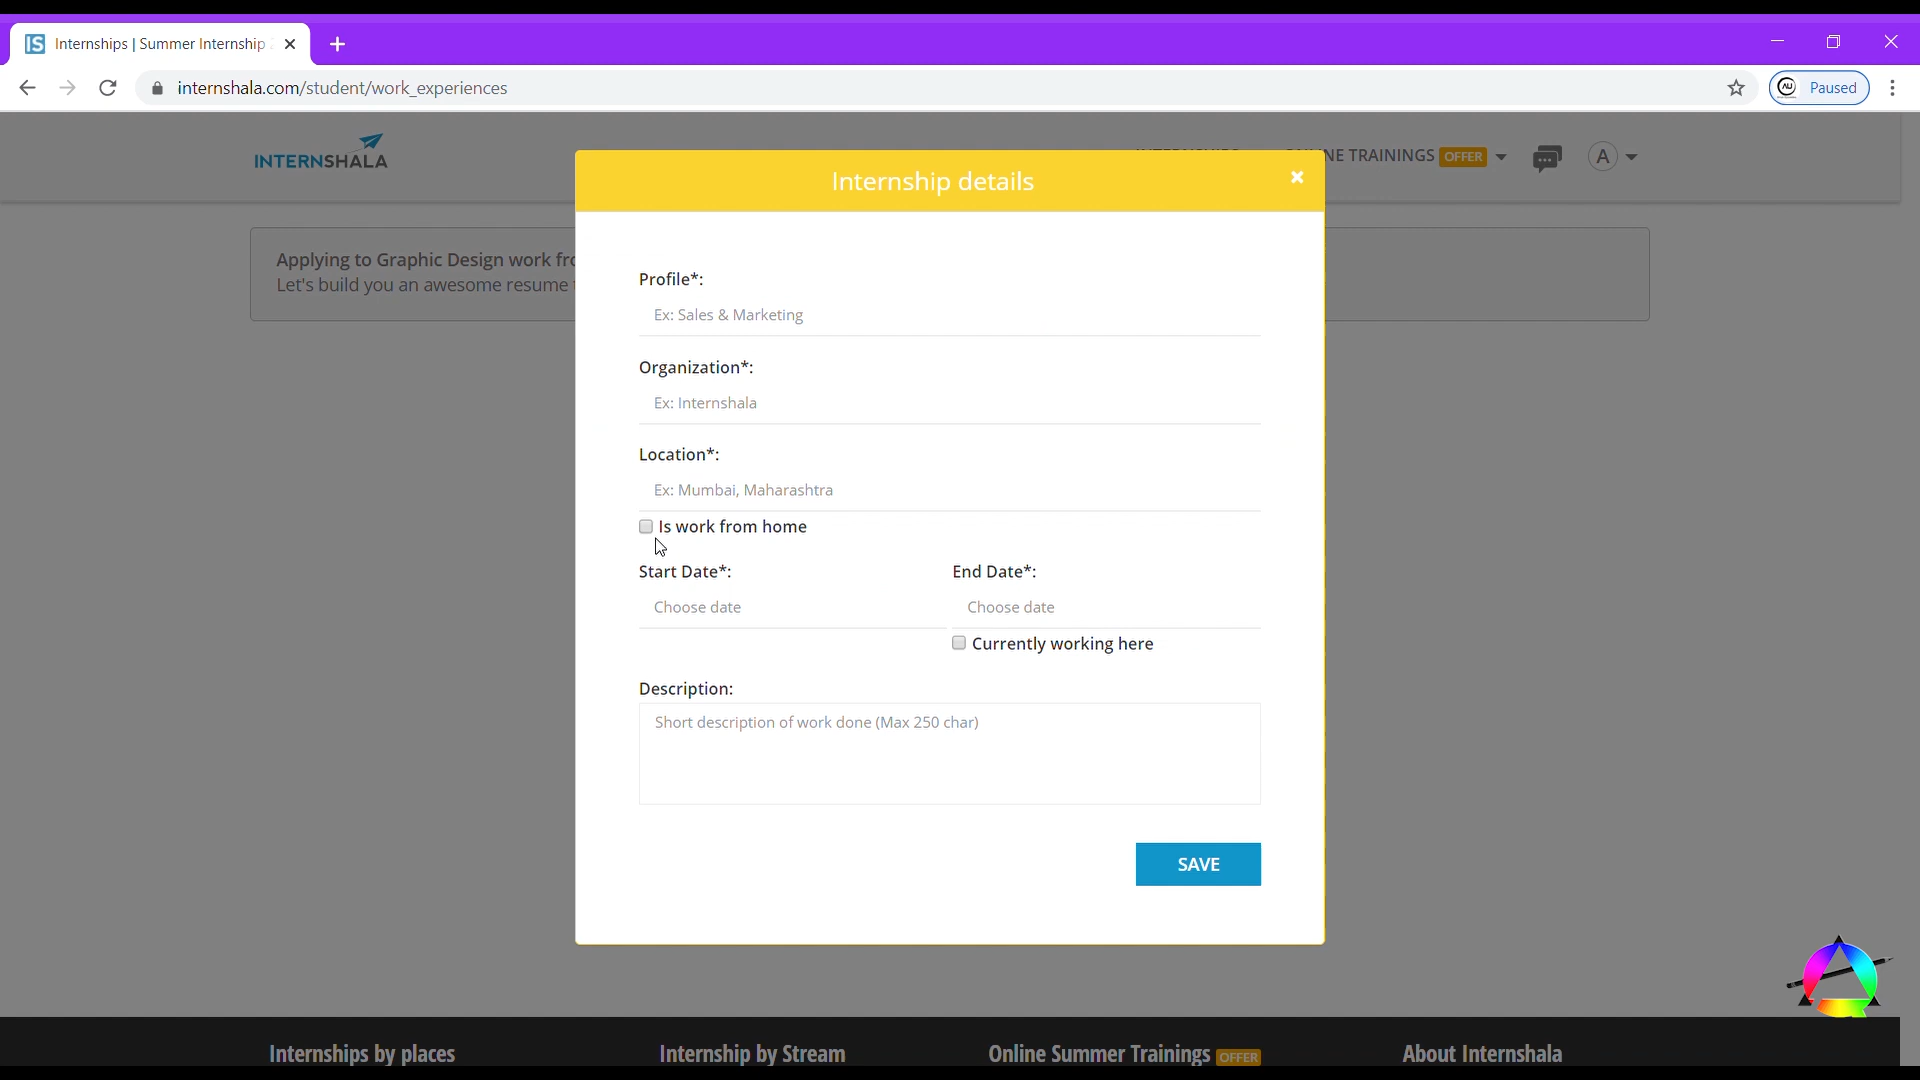 Internships | Summer Internship
internshala.com/student/work_experiences
Paused
INTERNSHALA
NE TRAININGS OFFER
A
Internship details
Applying to Graphic Design work fro
Let's build you an awesome resume
Profile*:
Ex: Sales & Marketing
Organization*:
Ex: Internshala
Location*:
Ex: Mumbai, Maharashtra
Is work from home
Start Date*: End Date*:
Choose date Choose date
Currently working here
Description:
Short description of work done (Max 250 char)
SAVE
Internships by places Internship by Stream Online Summer Trainings OFFER About Internshala